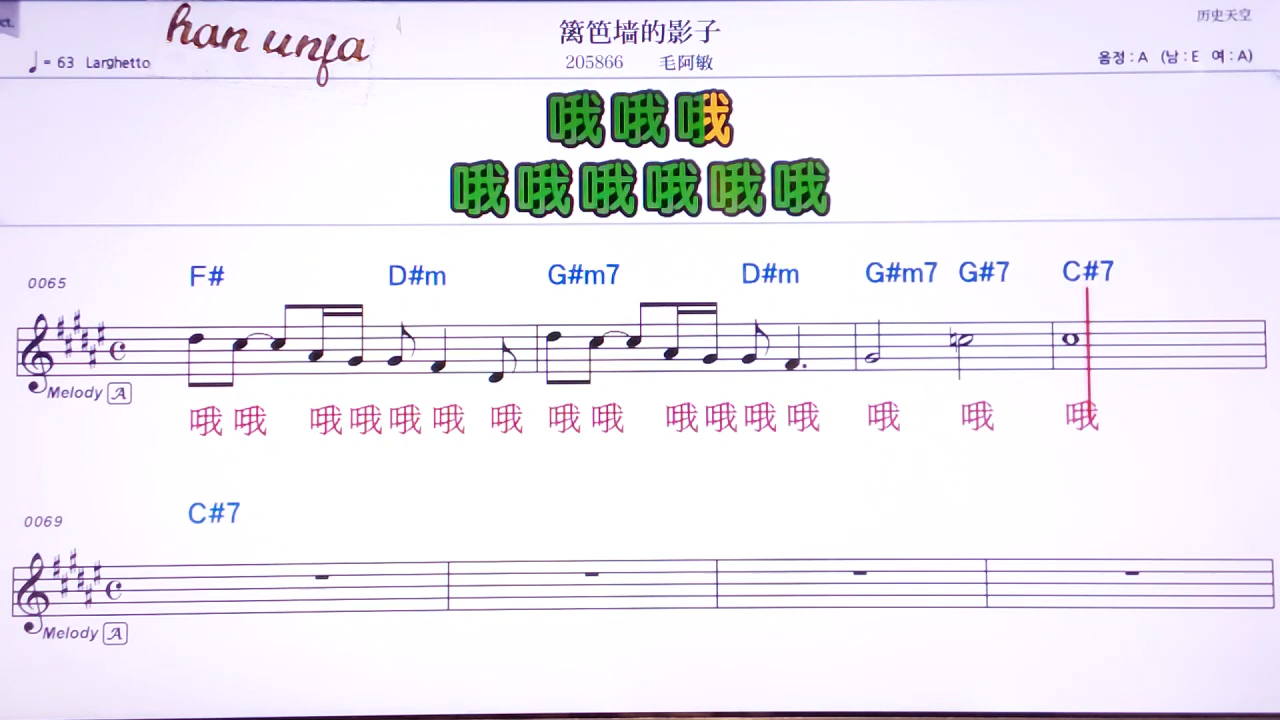 han unfa
篱笆墙的影子
历史天空
♩= 63 Larghetto
205866 毛阿敏
음정 : A (남 : E 여 : A)
哦哦哦
哦哦哦哦哦哦
0065
F# D#m G#m7 D#m G#m7 G#7 C#7
Melody A
哦 哦 哦 哦 哦 哦 哦 哦 哦 哦 哦 哦 哦 哦 哦 哦
0069
C#7
Melody A